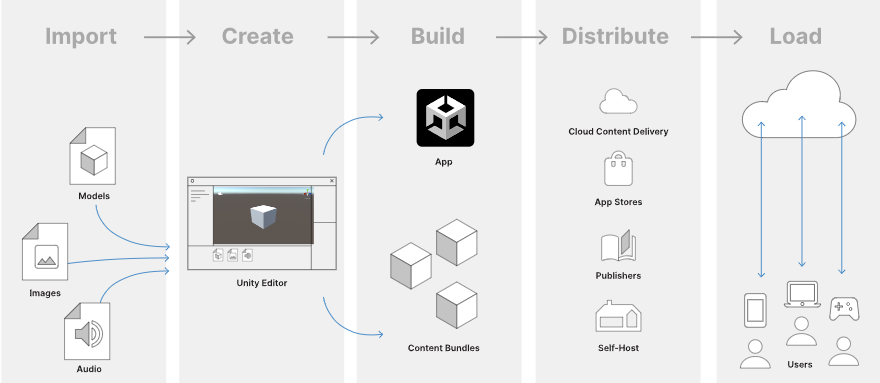 Import
Create
Build
Distribute
Load
Models
Images
Audio
Unity Editor
App
Content Bundles
Cloud Content Delivery
App Stores
Publishers
Self-Host
Users